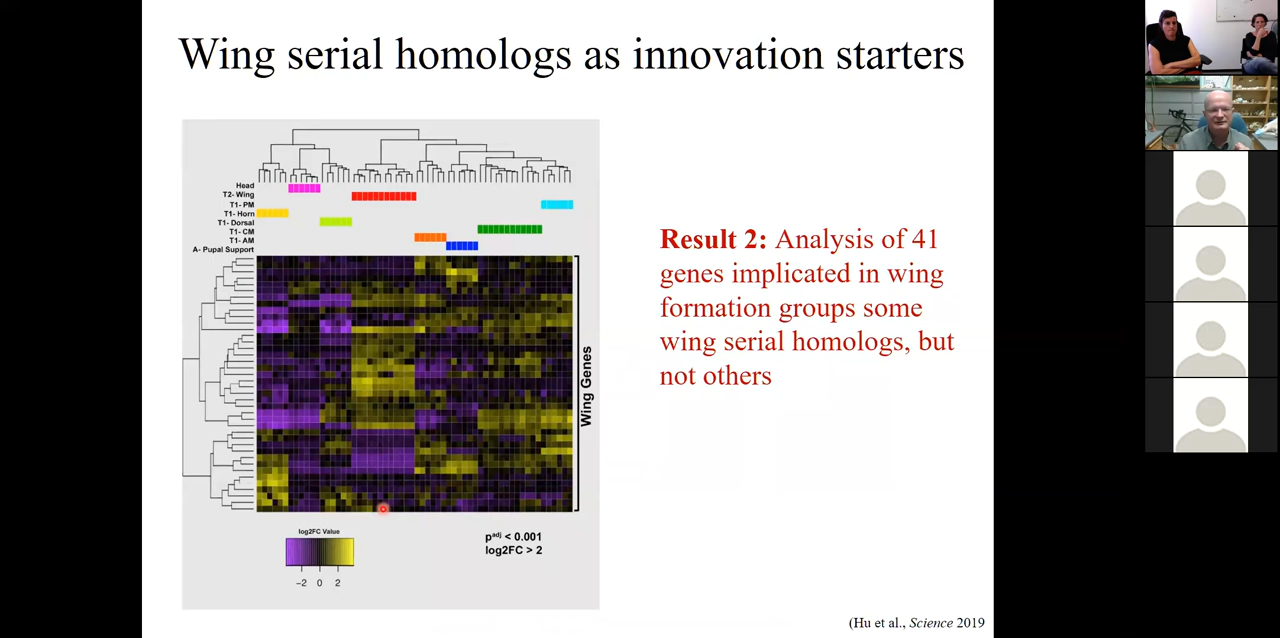 Wing serial homologs as innovation starters
Head
T2- Wing
T1- PM
T1- Horn
T1- Dorsal
T1- CM
T1- AM
A- Pupal Support
Wing Genes
log2FC Value
−2 0 2
p^adj < 0.001
log2FC > 2
Result 2: Analysis of 41
genes implicated in wing
formation groups some
wing serial homologs, but
not others
(Hu et al., Science 2019